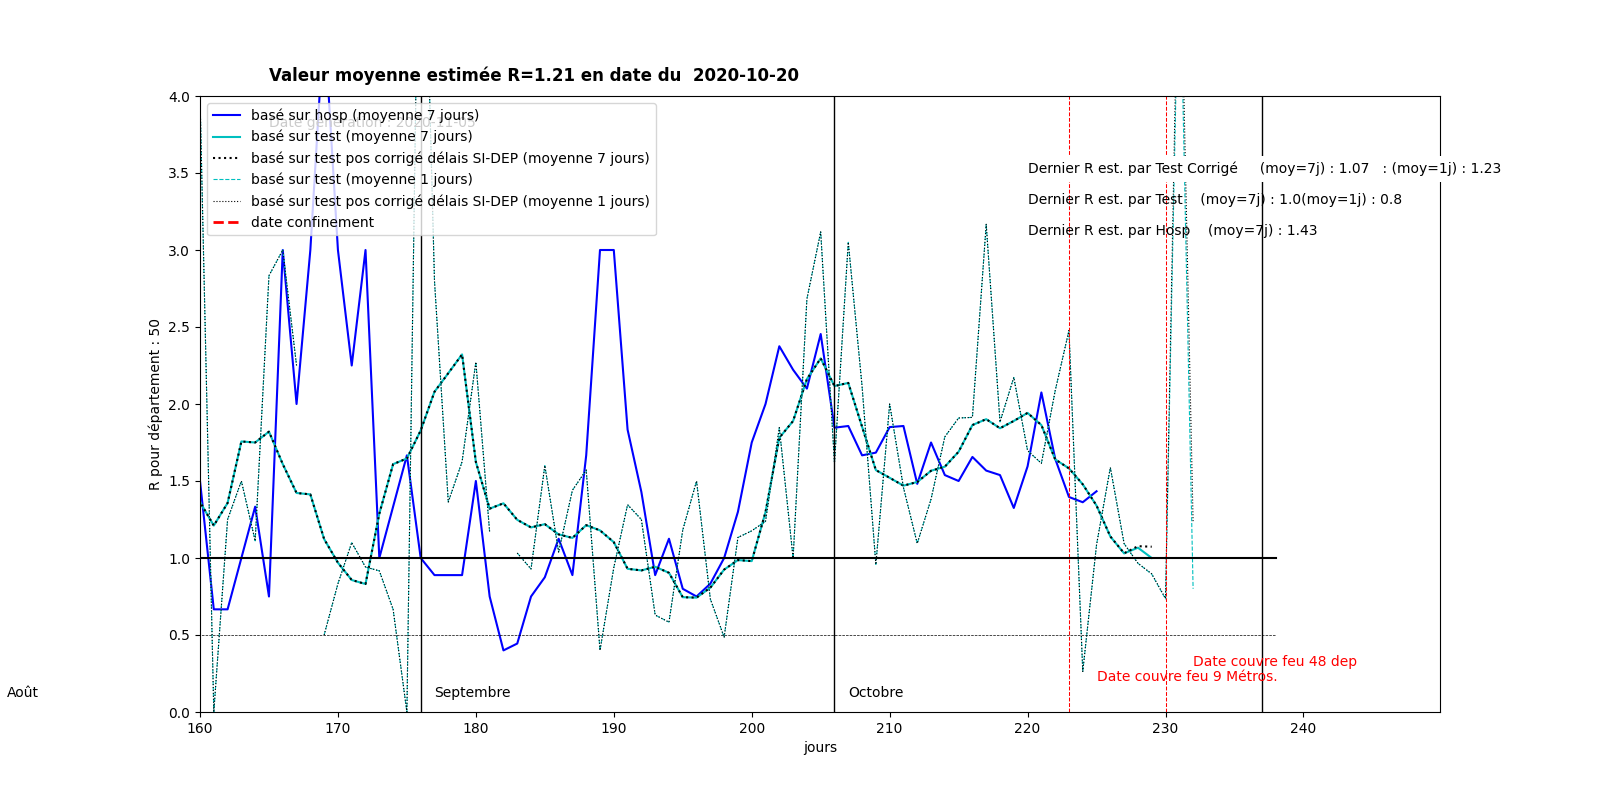 Valeur moyenne estimée R=1.21 en date du  2020-10-20
Date génération : 2020-11-05
basé sur hosp (moyenne 7 jours)
basé sur test (moyenne 7 jours)
basé sur test pos corrigé délais SI-DEP (moyenne 7 jours)
basé sur test (moyenne 1 jours)
basé sur test pos corrigé délais SI-DEP (moyenne 1 jours)
date confinement
Dernier R est. par Test Corrigé     (moy=7j) : 1.07   : (moy=1j) : 1.23
Dernier R est. par Test    (moy=7j) : 1.0(moy=1j) : 0.8
Dernier R est. par Hosp    (moy=7j) : 1.43
4.0
3.5
3.0
2.5
2.0
1.5
1.0
0.5
0.0
R pour département : 50
Date couvre feu 48 dep
Date couvre feu 9 Métros.
Août
Septembre
Octobre
160 170 180 190 200 210 220 230 240
jours